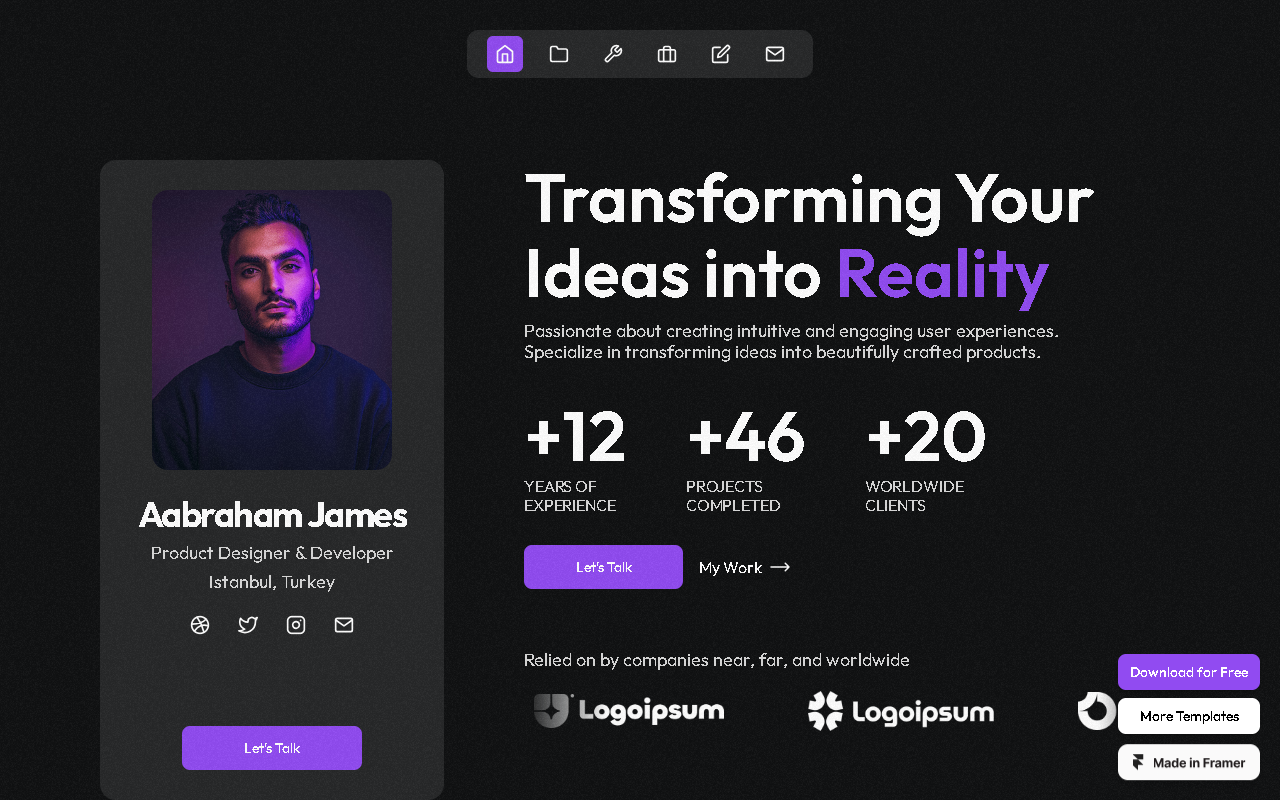 Aabraham James
Product Designer & Developer
Istanbul, Turkey
Let's Talk
Transforming Your
Ideas into Reality
Passionate about creating intuitive and engaging user experiences.
Specialize in transforming ideas into beautifully crafted products.
+12
YEARS OF
EXPERIENCE
+46
PROJECTS
COMPLETED
+20
WORLDWIDE
CLIENTS
Let's Talk
My Work
Relied on by companies near, far, and worldwide
Logoipsum
Logoipsum
Download for Free
More Templates
Made in Framer